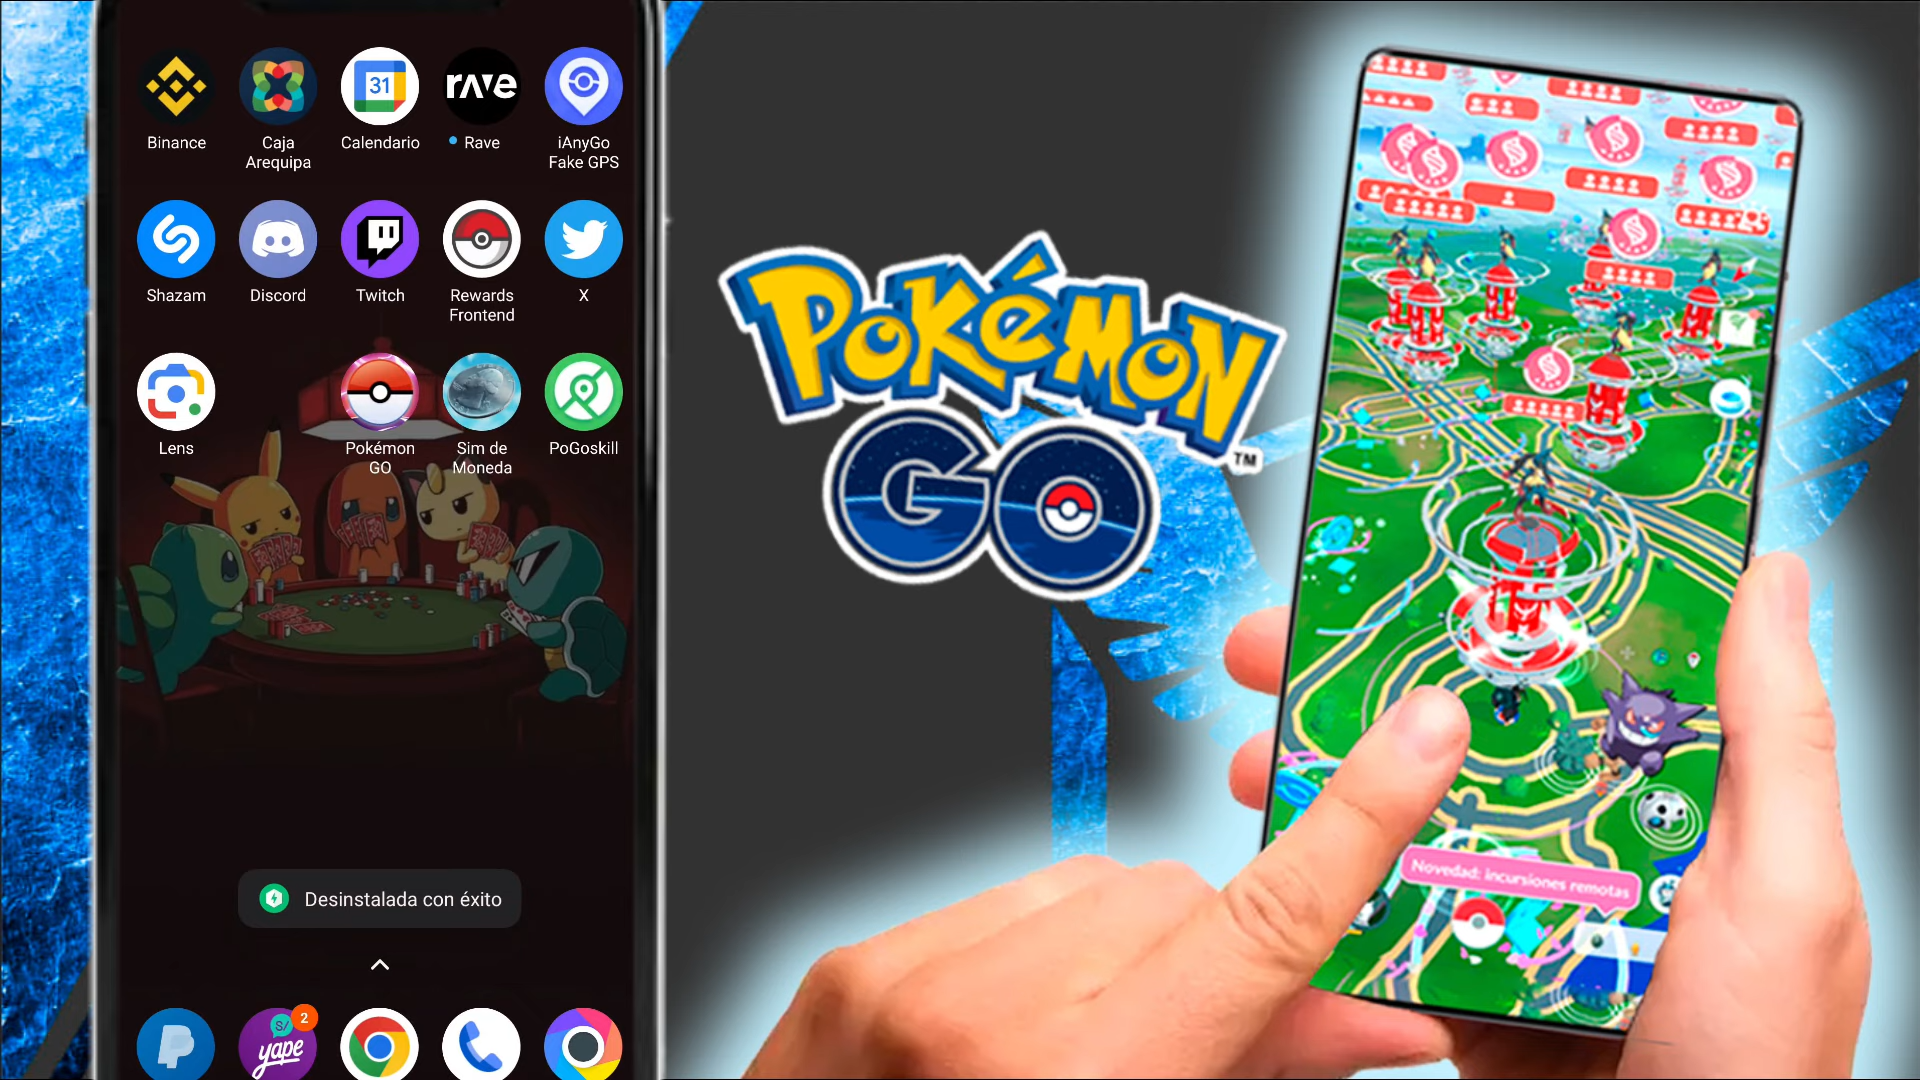 31
rave
Binance
Caja
Arequipa
Calendario
Rave
iAnyGo
Fake GPS
Shazam
Discord
Twitch
Rewards
Frontend
X
Lens
Pokémon
GO
Sim de
Moneda
PoGoskill
Desinstalada con éxito
2
S/
yape
POKéMON
GO
TM
Novedad: incursiones remotas